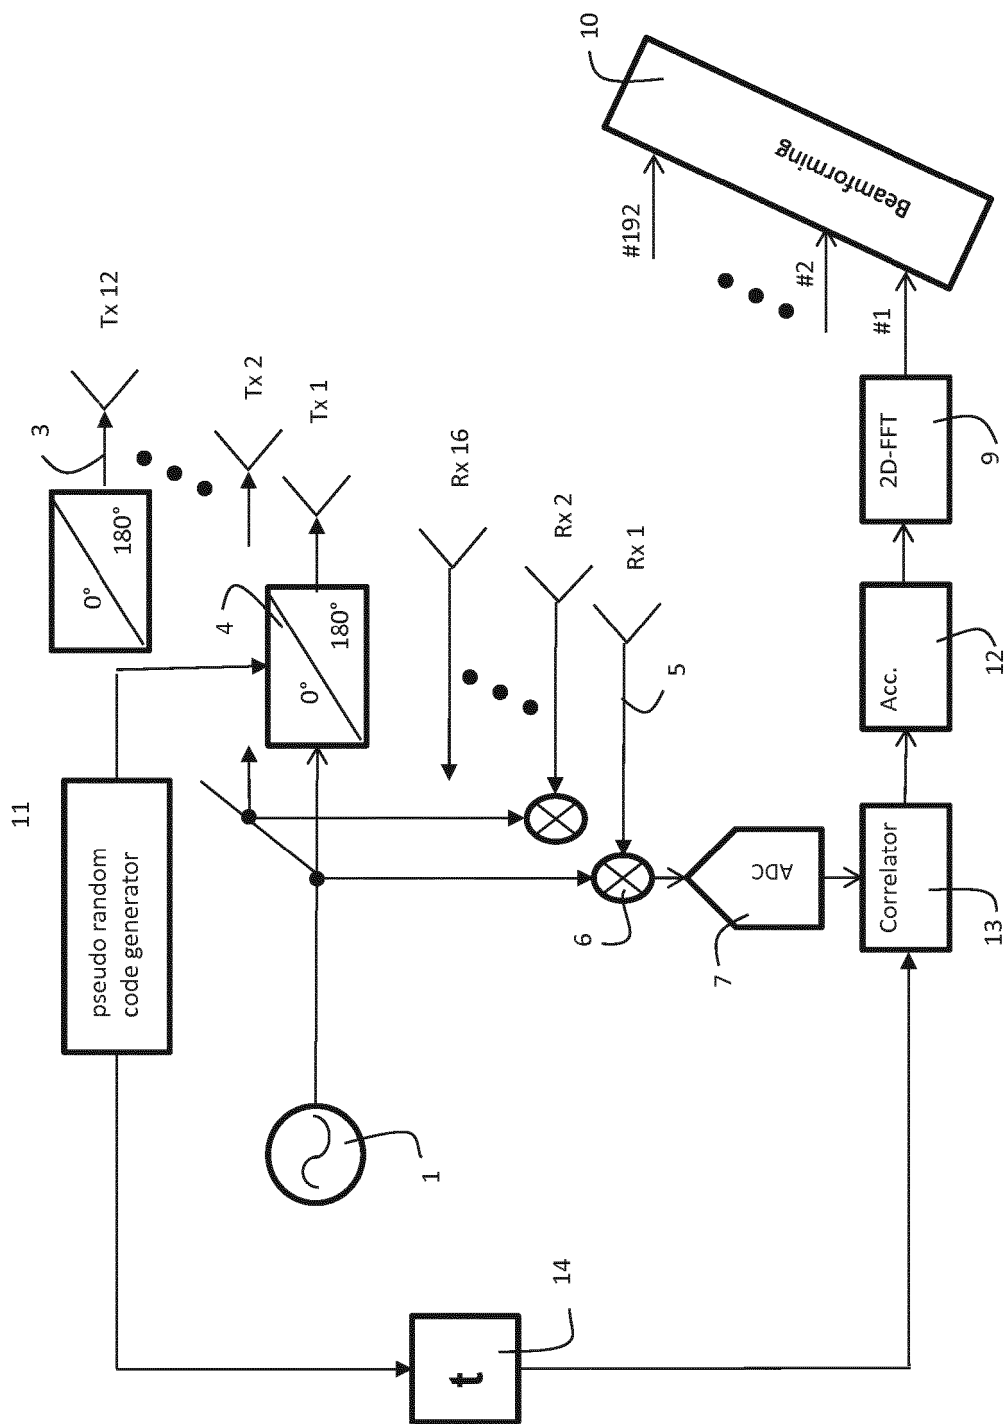 11
pseudo random
code generator
0°
180°
3
Tx 12
Tx 2
4
0°
180°
Tx 1
Rx 16
Rx 2
5
Rx 1
1
6
7
ADC
14
t
13
Correlator
12
Acc.
9
2D-FFT
#1
#2
#192
10
Beamforming